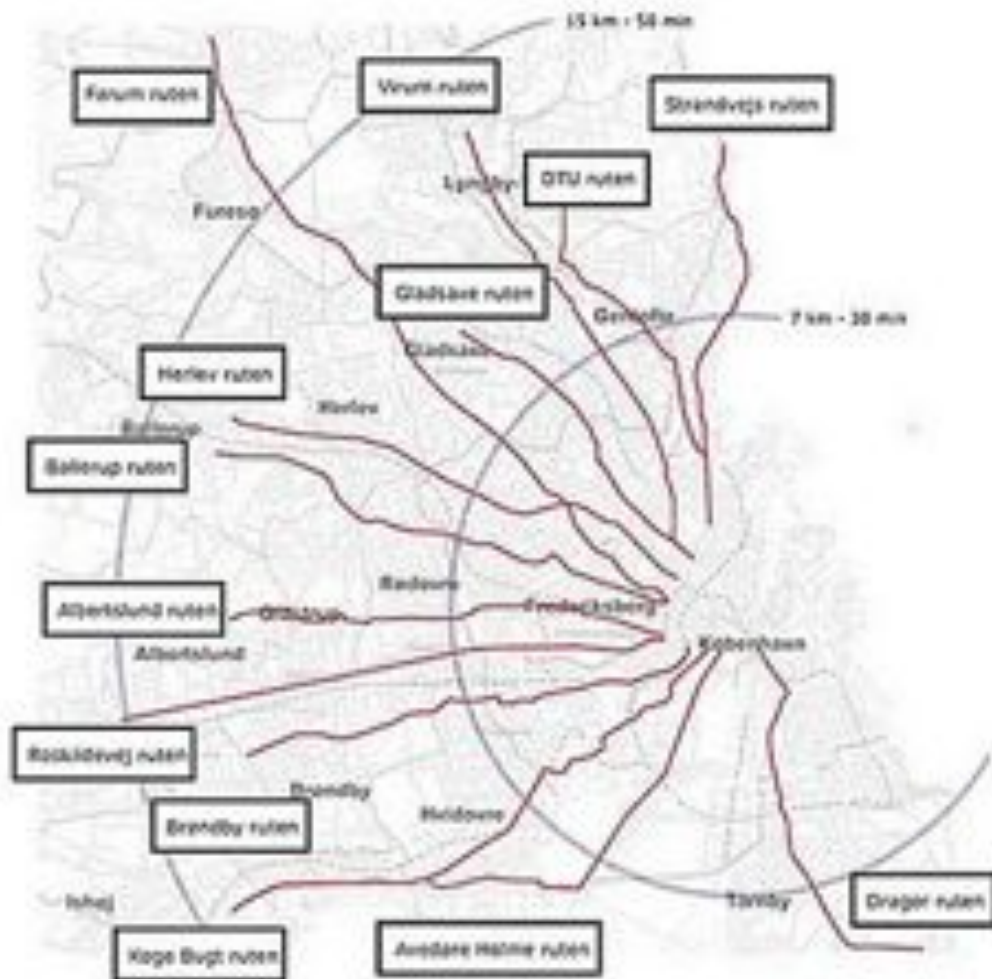 15 km - 50 min
Farum ruten
Virum ruten
Strandvejs ruten
Lyngby
DTU ruten
Furesø
Gladsaxe ruten
Gentofte
7 km - 30 min
Gladsaxe
Herlev ruten
Herlev
Ballerup
Ballerup ruten
Rødovre
Albertslund ruten
Glostrup
Frederiksberg
Albertslund
København
Roskildevej ruten
Brøndby
Hvidovre
Brøndby ruten
Ishøj
Tårnby
Dragør ruten
Køge Bugt ruten
Avedøre Holme ruten